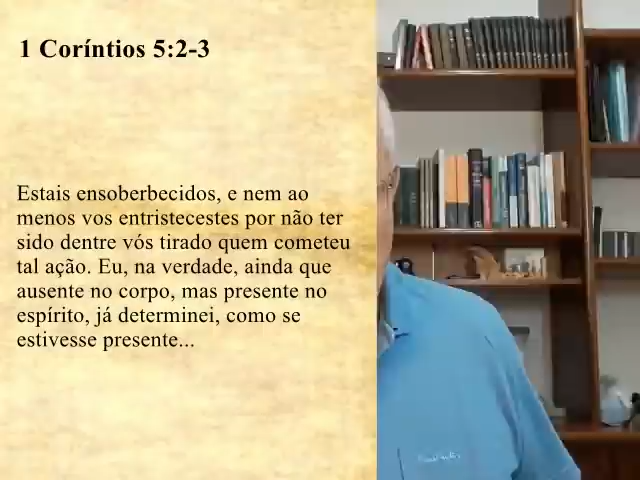 1 Coríntios 5:2-3
Estais ensoberbecidos, e nem ao
menos vos entristecestes por não ter
sido dentre vós tirado quem cometeu
tal ação. Eu, na verdade, ainda que
ausente no corpo, mas presente no
espírito, já determinei, como se
estivesse presente...